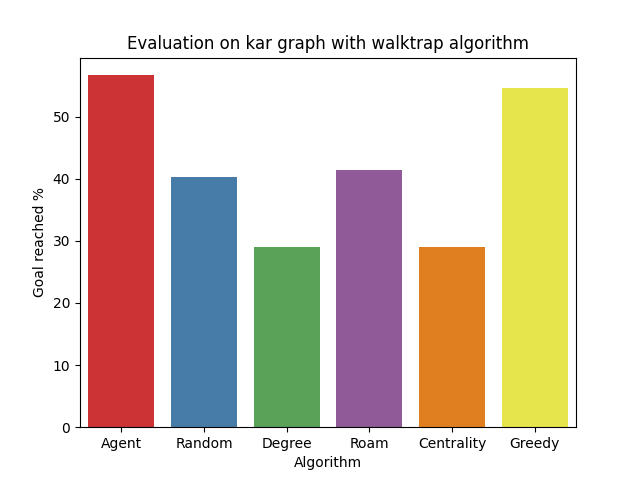 Evaluation on kar graph with walktrap algorithm
Goal reached %
50
40
30
20
10
0
Agent Random Degree Roam Centrality Greedy
Algorithm